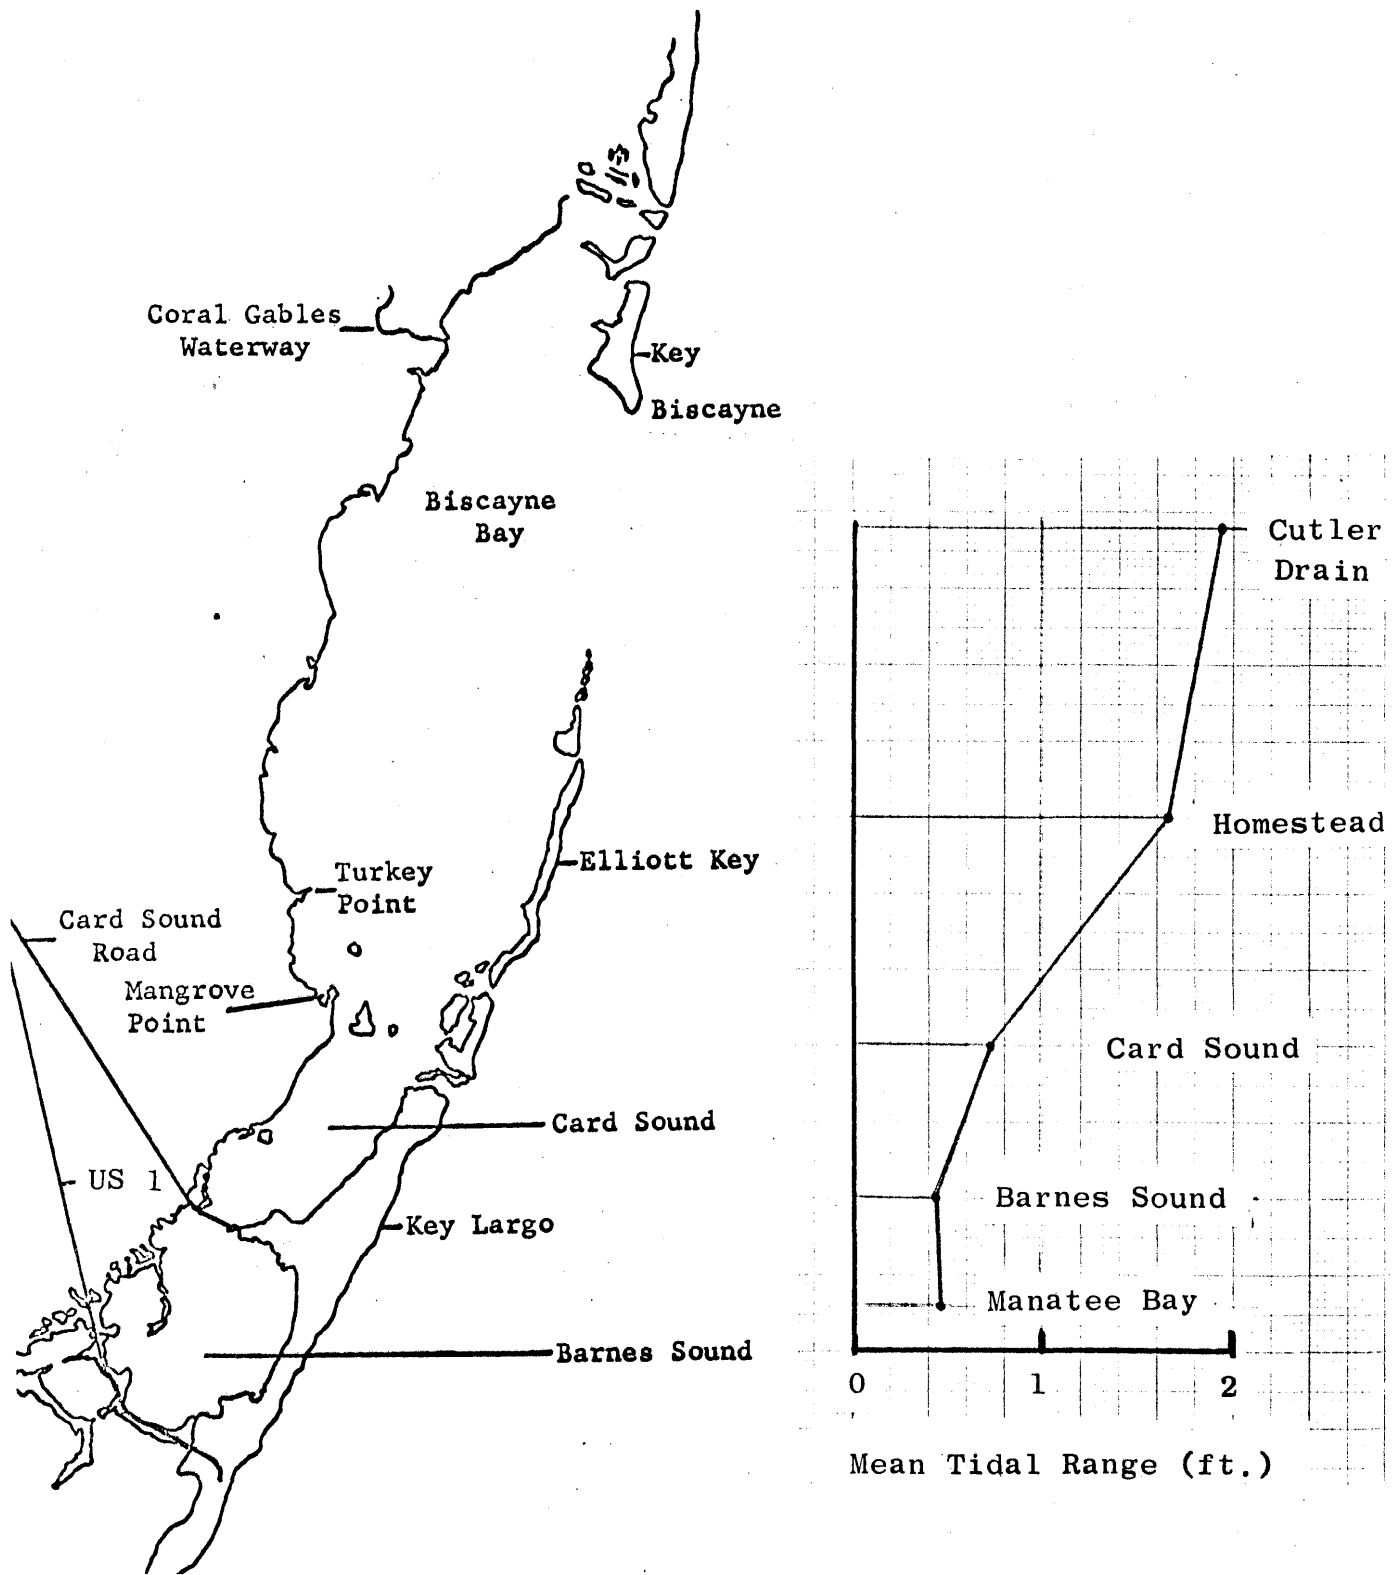 Coral Gables
Waterway
Key
Biscayne
Biscayne
Bay
Cutler
Drain
Homestead
Elliott Key
Turkey
Point
Card Sound
Road
Mangrove
Point
Card Sound
Card Sound
US 1
Barnes Sound
Key Largo
Manatee Bay
Barnes Sound
0 1 2
Mean Tidal Range (ft.)